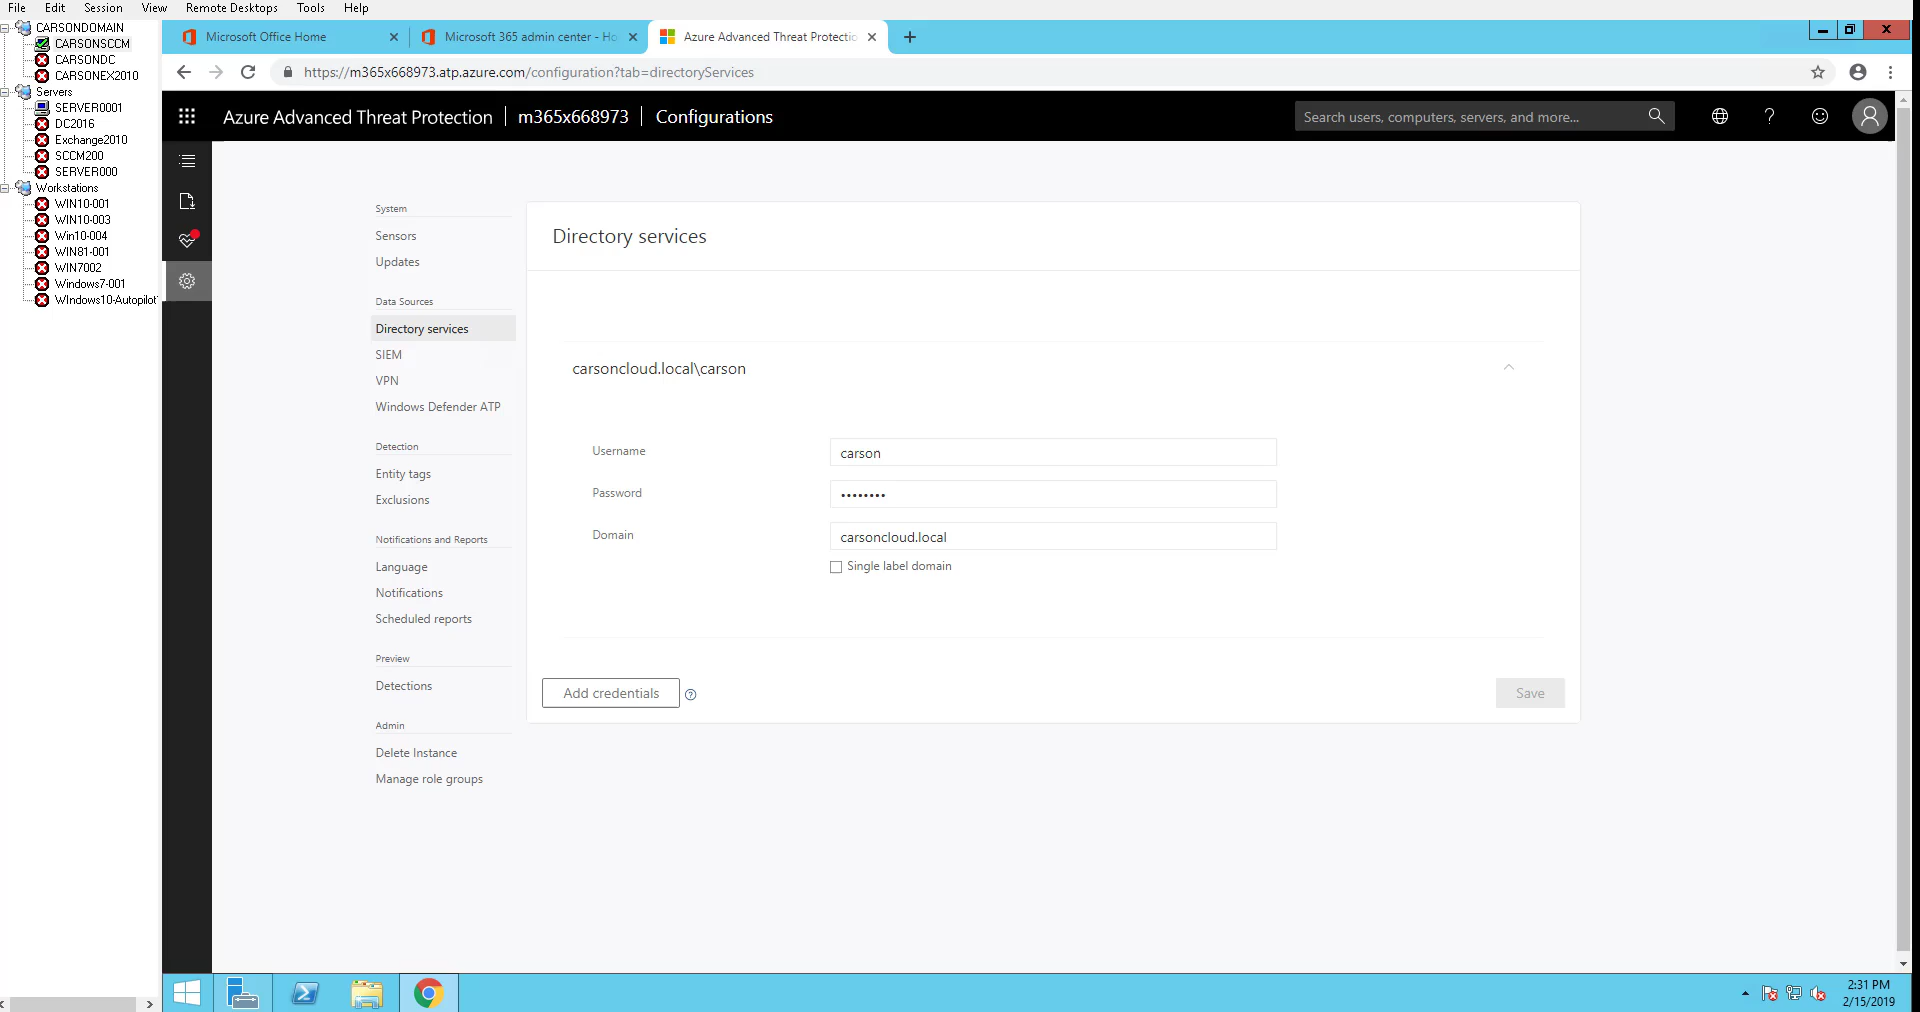 File Edit Session View Remote Desktops Tools Help
CARSONDOMAIN
CARSONSCCM
CARSONDC
CARSONEX2010
Servers
SERVER0001
DC2016
Exchange2010
SCCM200
SERVER000
Workstations
WIN10-001
WIN10-003
Win10-004
WIN81-001
WIN7002
Windows7-001
WIndows10-Autopilot
Microsoft Office Home
Microsoft 365 admin center - Ho
Azure Advanced Threat Protectio
https://m365x668973.atp.azure.com/configuration?tab=directoryServices
Azure Advanced Threat Protection m365x668973 Configurations
Search users, computers, servers, and more...
System
Sensors
Updates
Data Sources
Directory services
SIEM
VPN
Windows Defender ATP
Detection
Entity tags
Exclusions
Notifications and Reports
Language
Notifications
Scheduled reports
Preview
Detections
Admin
Delete Instance
Manage role groups
Directory services
carsoncloud.local\carson
Username carson
Password ••••••••
Domain carsoncloud.local
Single label domain
Add credentials ?
Save
2:31 PM
2/15/2019